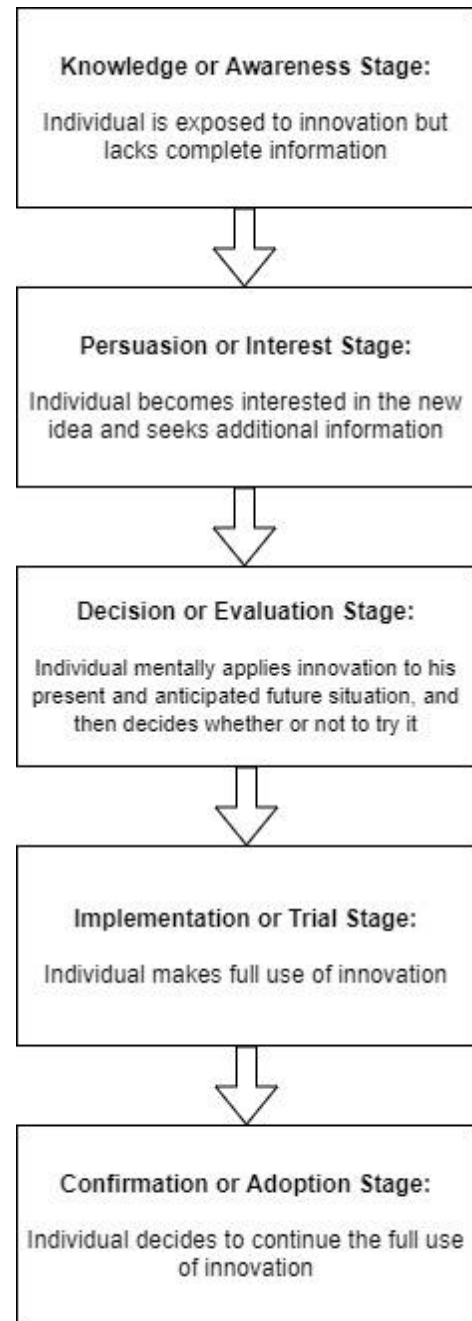 Knowledge or Awareness Stage:
Individual is exposed to innovation but
lacks complete information
Persuasion or Interest Stage:
Individual becomes interested in the new
idea and seeks additional information
Decision or Evaluation Stage:
Individual mentally applies innovation to his
present and anticipated future situation, and
then decides whether or not to try it
Implementation or Trial Stage:
Individual makes full use of innovation
Confirmation or Adoption Stage:
Individual decides to continue the full use
of innovation